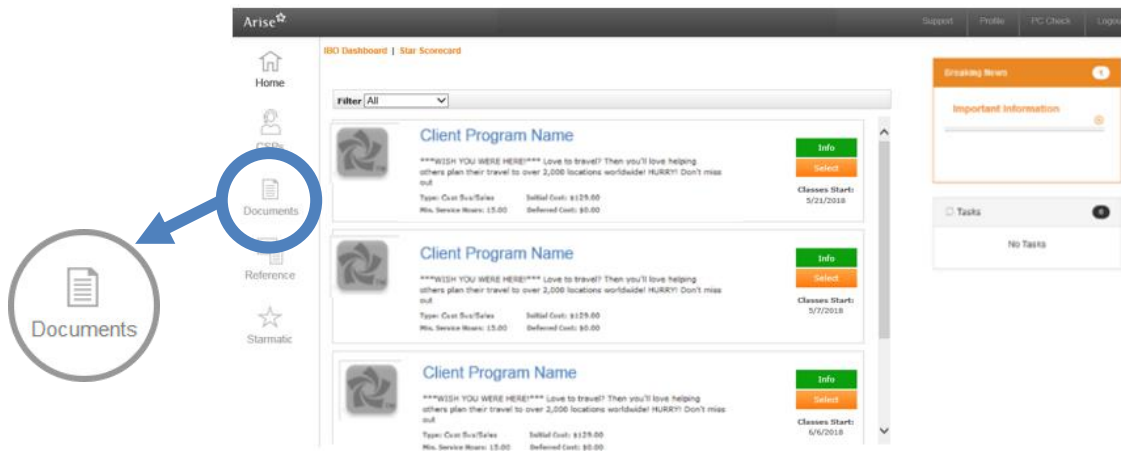 Arise
Support Profile PC Check Logout
IBO Dashboard | Star Scorecard
Home
CSPs
Documents
Reference
Starmatic
Documents
Filter All
Client Program Name
***WISH YOU WERE HERE!*** Love to travel? Then you'll love helping
others plan their travel to over 2,000 locations worldwide! HURRY! Don't miss
out
Type: Cust Svs/Sales Initial Cost: $129.00
Min. Service Hours: 15.00 Deferred Cost: $0.00
Info
Select
Classes Start:
5/21/2018
Client Program Name
***WISH YOU WERE HERE!*** Love to travel? Then you'll love helping
others plan their travel to over 2,000 locations worldwide! HURRY! Don't miss
out
Type: Cust Svs/Sales Initial Cost: $129.00
Min. Service Hours: 15.00 Deferred Cost: $0.00
Info
Select
Classes Start:
5/7/2018
Client Program Name
***WISH YOU WERE HERE!*** Love to travel? Then you'll love helping
others plan their travel to over 2,000 locations worldwide! HURRY! Don't miss
out
Type: Cust Svs/Sales Initial Cost: $129.00
Min. Service Hours: 15.00 Deferred Cost: $0.00
Info
Select
Classes Start:
6/6/2018
Breaking News 1
Important Information
Tasks 0
No Tasks